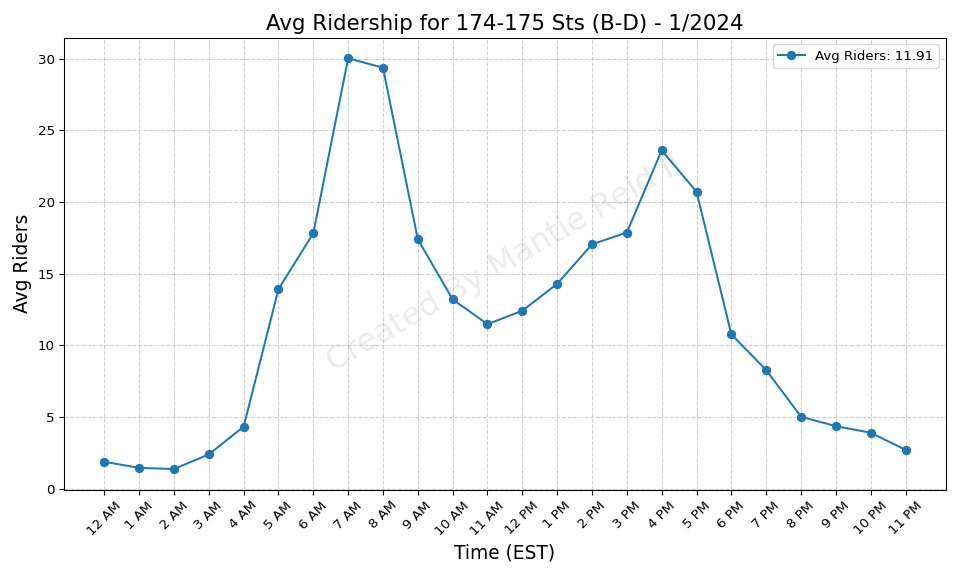 Avg Ridership for 174-175 Sts (B-D) - 1/2024
Avg Riders: 11.91
30
25
20
15
10
5
0
Avg Riders
Created By Mantle Reid
12 AM
1 AM
2 AM
3 AM
4 AM
5 AM
6 AM
7 AM
8 AM
9 AM
10 AM
11 AM
12 PM
1 PM
2 PM
3 PM
4 PM
5 PM
6 PM
7 PM
8 PM
9 PM
10 PM
11 PM
Time (EST)